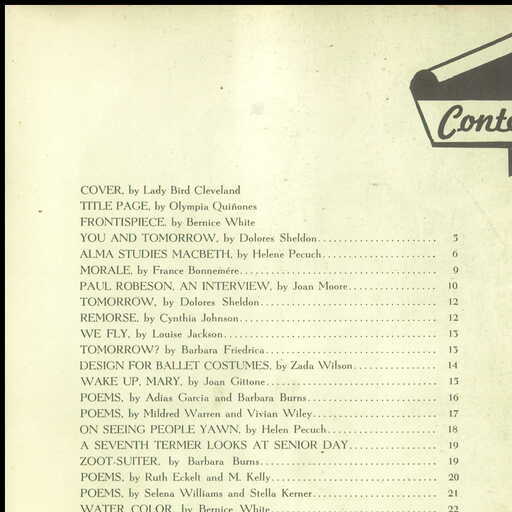 Conte
COVER, by Lady Bird Cleveland
TITLE PAGE, by Olympia Quiñones
FRONTISPIECE, by Bernice White
YOU AND TOMORROW, by Dolores Sheldon....................... 5
ALMA STUDIES MACBETH, by Helene Pecuch...................... 6
MORALE, by France Bonnemére...................................... 9
PAUL ROBESON, AN INTERVIEW, by Joan Moore................. 10
TOMORROW, by Dolores Sheldon.................................. 12
REMORSE, by Cynthia Johnson...................................... 12
WE FLY, by Louise Jackson......................................... 13
TOMORROW? by Barbara Friedrica................................. 13
DESIGN FOR BALLET COSTUMES, by Zada Wilson................ 14
WAKE UP, MARY, by Joan Gittone................................. 15
POEMS, by Adias Garcia and Barbara Burns......................... 16
POEMS, by Mildred Warren and Vivian Wiley........................ 17
ON SEEING PEOPLE YAWN, by Helen Pecuch..................... 18
A SEVENTH TERMER LOOKS AT SENIOR DAY................. 19
ZOOT-SUITER, by Barbara Burns.................................. 19
POEMS, by Ruth Eckelt and M. Kelly................................ 20
POEMS, by Selena Williams and Stella Kerner........................ 21
WATER COLOR, by Bernice White................................ 22